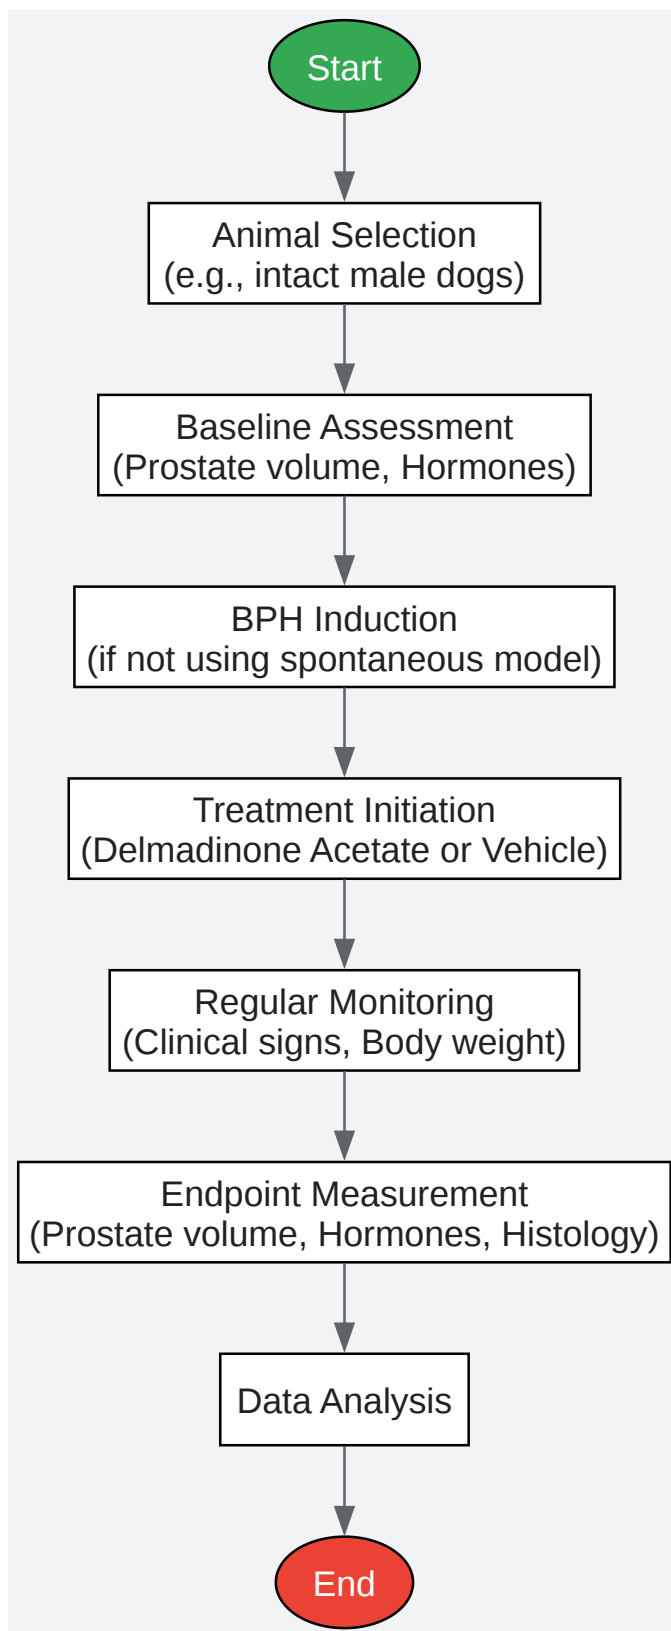 Start
Animal Selection
(e.g., intact male dogs)
Baseline Assessment
(Prostate volume, Hormones)
BPH Induction
(if not using spontaneous model)
Treatment Initiation
(Delmadinone Acetate or Vehicle)
Regular Monitoring
(Clinical signs, Body weight)
Endpoint Measurement
(Prostate volume, Hormones, Histology)
Data Analysis
End